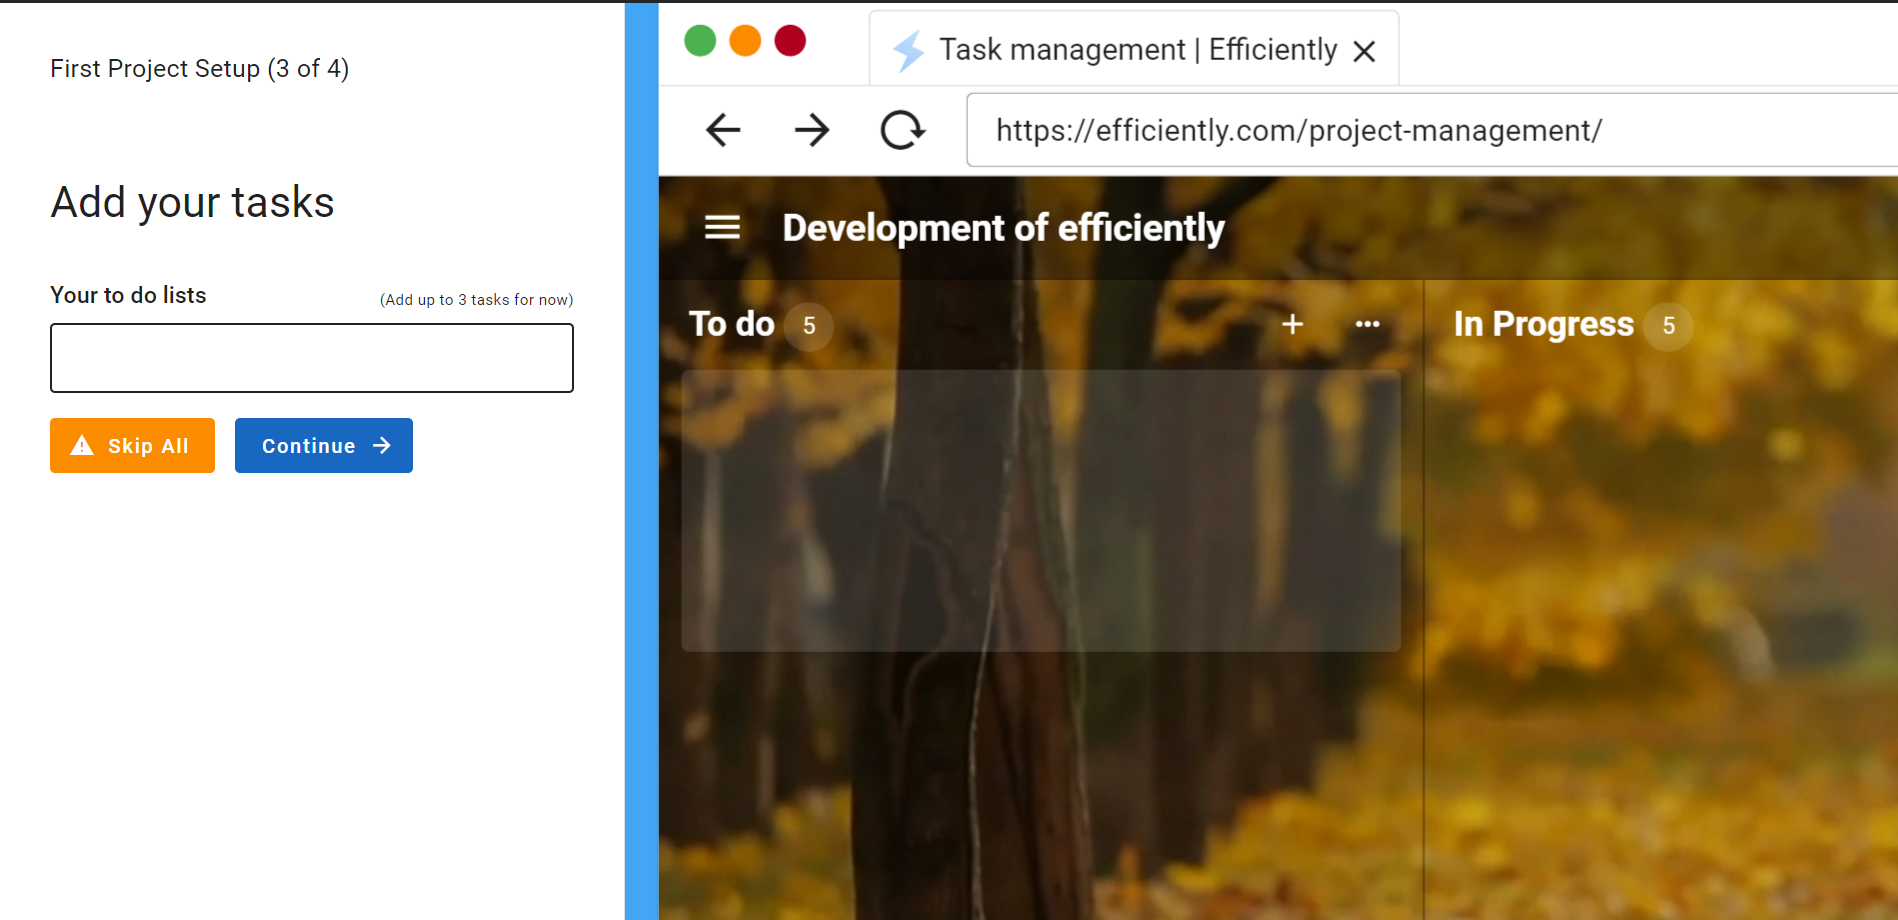 First Project Setup (3 of 4)
Add your tasks
Your to do lists
(Add up to 3 tasks for now)
Skip All
Continue
Task management | Efficiently
https://efficiently.com/project-management/
Development of efficiently
To do 5
In Progress 5